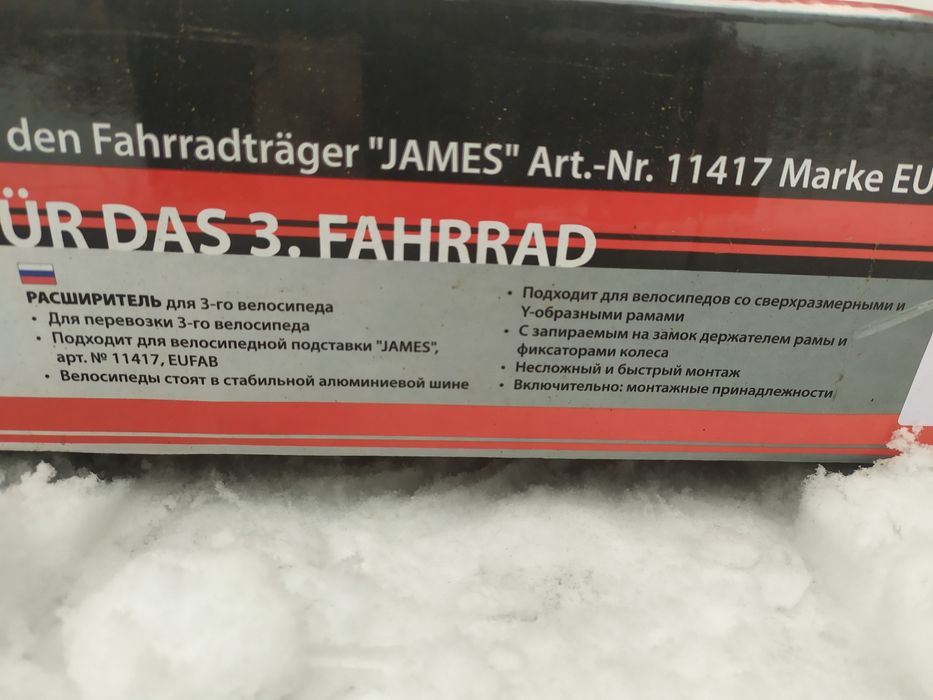 den Fahrradträger "JAMES" Art.-Nr. 11417 Marke EU
ÜR DAS 3. FAHRRAD
РАСШИРИТЕЛЬ для 3-го велосипеда
• Для перевозки 3-го велосипеда
• Подходит для велосипедной подставки "JAMES",
арт. № 11417, EUFAB
• Велосипеды стоят в стабильной алюминиевой шине
• Подходит для велосипедов со сверхразмерными и
Y-образными рамами
• С запираемым на замок держателем рамы и
фиксаторами колеса
• Несложный и быстрый монтаж
• Включительно: монтажные принадлежности